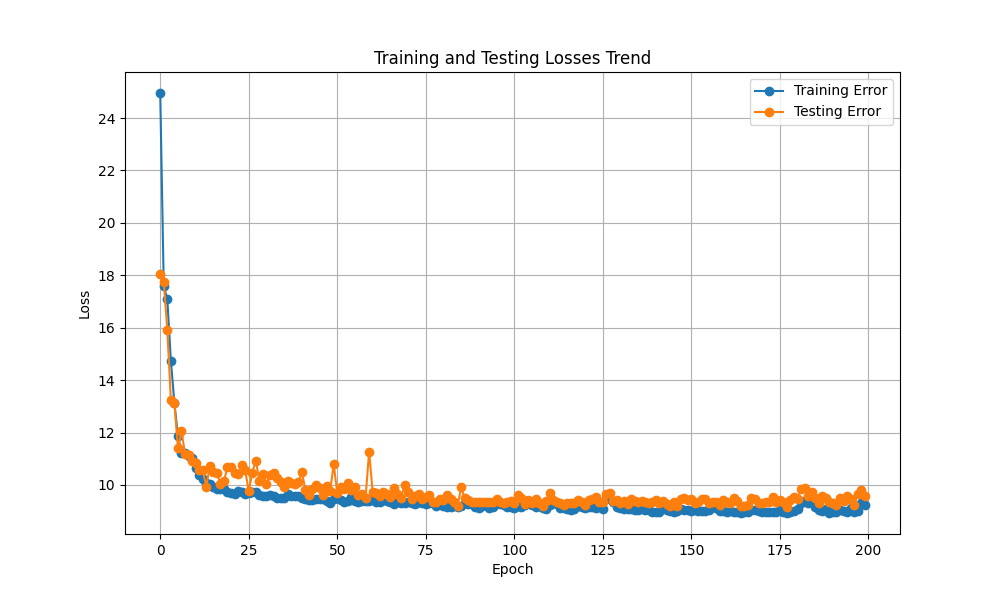 Training and Testing Losses Trend
Training Error
Testing Error
Loss
24
22
20
18
16
14
12
10
0 25 50 75 100 125 150 175 200
Epoch